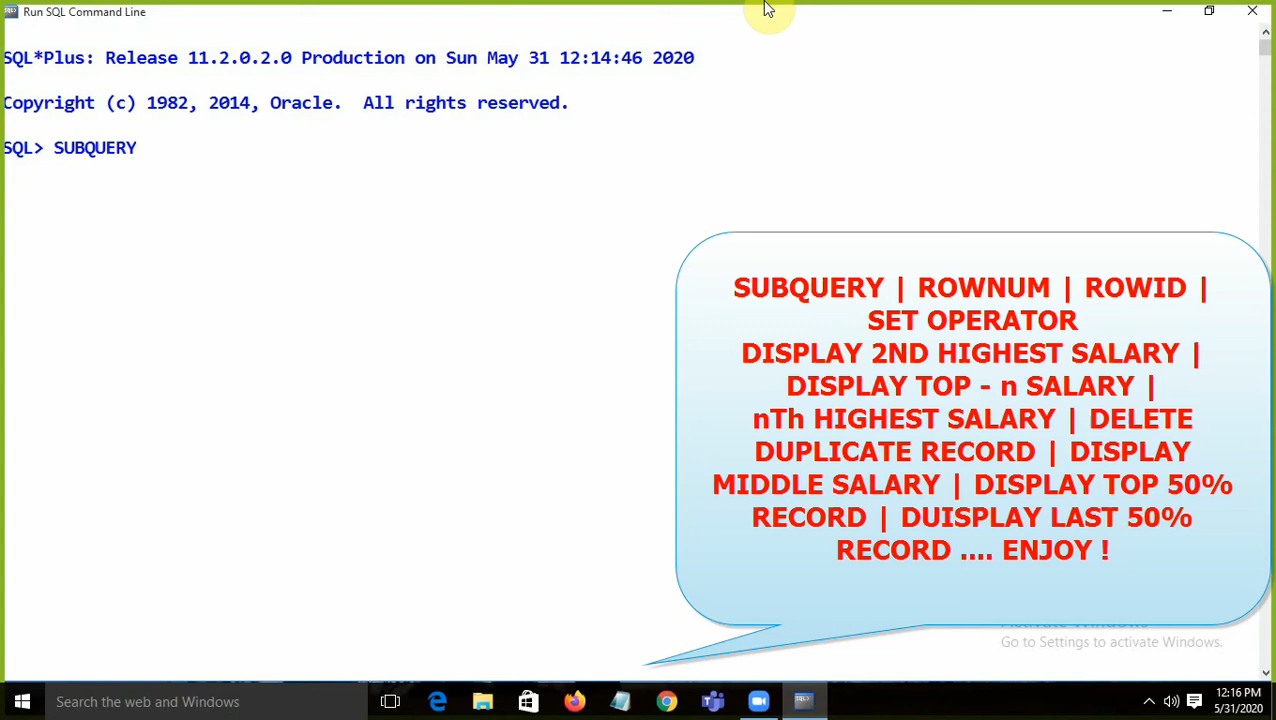 Run SQL Command Line
SQL*Plus: Release 11.2.0.2.0 Production on Sun May 31 12:14:46 2020
Copyright (c) 1982, 2014, Oracle.  All rights reserved.
SQL> SUBQUERY
SUBQUERY | ROWNUM | ROWID |
SET OPERATOR
DISPLAY 2ND HIGHEST SALARY |
DISPLAY TOP - n SALARY |
nTh HIGHEST SALARY | DELETE
DUPLICATE RECORD | DISPLAY
MIDDLE SALARY | DISPLAY TOP 50%
RECORD | DUISPLAY LAST 50%
RECORD .... ENJOY !
Activate Windows
Go to Settings to activate Windows.
Search the web and Windows
12:16 PM
5/31/2020